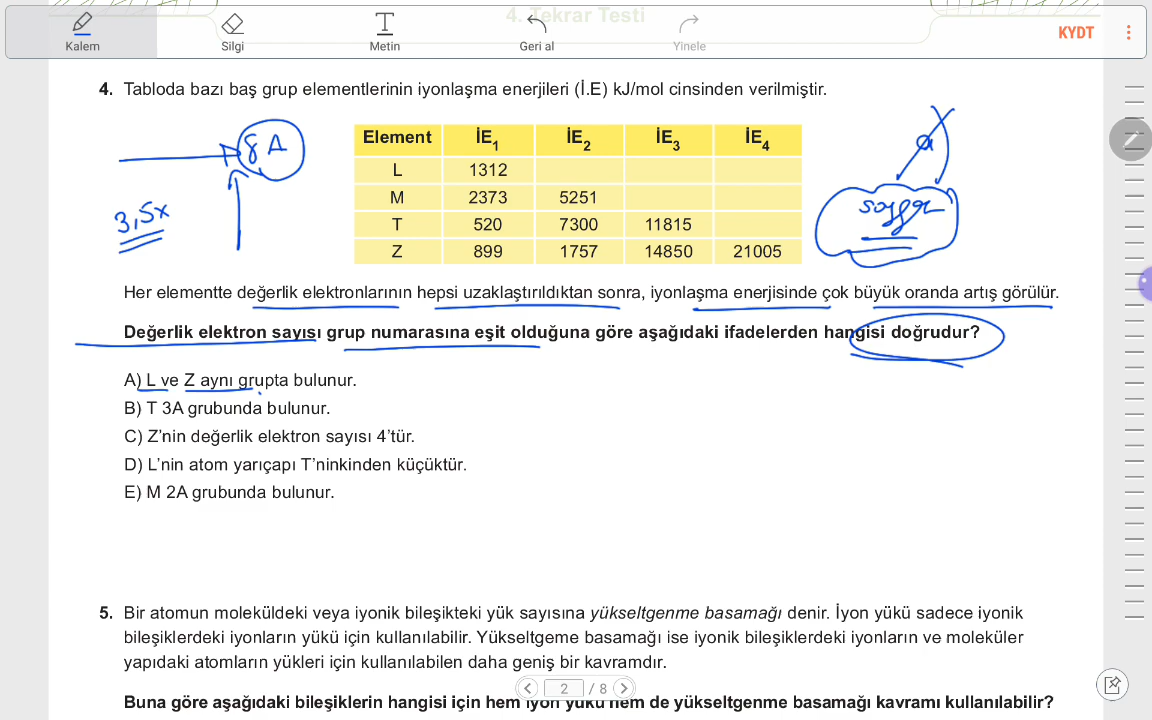 4. Tekrar Testi
Kalem
Silgi
Metin
Geri al
Yinele
KYDT
4. Tabloda bazı baş grup elementlerinin iyonlaşma enerjileri (İ.E) kJ/mol cinsinden verilmiştir.
8A
3,5x
Element İE1 İE2 İE3 İE4
L 1312
M 2373 5251
T 520 7300 11815
Z 899 1757 14850 21005
soygaz
Her elementte değerlik elektronlarının hepsi uzaklaştırıldıktan sonra, iyonlaşma enerjisinde çok büyük oranda artış görülür.
Değerlik elektron sayısı grup numarasına eşit olduğuna göre aşağıdaki ifadelerden hangisi doğrudur?
A) L ve Z aynı grupta bulunur.
B) T 3A grubunda bulunur.
C) Z'nin değerlik elektron sayısı 4'tür.
D) L'nin atom yarıçapı T'ninkinden küçüktür.
E) M 2A grubunda bulunur.
5. Bir atomun moleküldeki veya iyonik bileşikteki yük sayısına yükseltgenme basamağı denir. İyon yükü sadece iyonik
bileşiklerdeki iyonların yükü için kullanılabilir. Yükseltgeme basamağı ise iyonik bileşiklerdeki iyonların ve moleküler
yapıdaki atomların yükleri için kullanılabilen daha geniş bir kavramdır.
2 / 8
Buna göre aşağıdaki bileşiklerin hangisi için hem iyon yükü hem de yükseltgenme basamağı kavramı kullanılabilir?